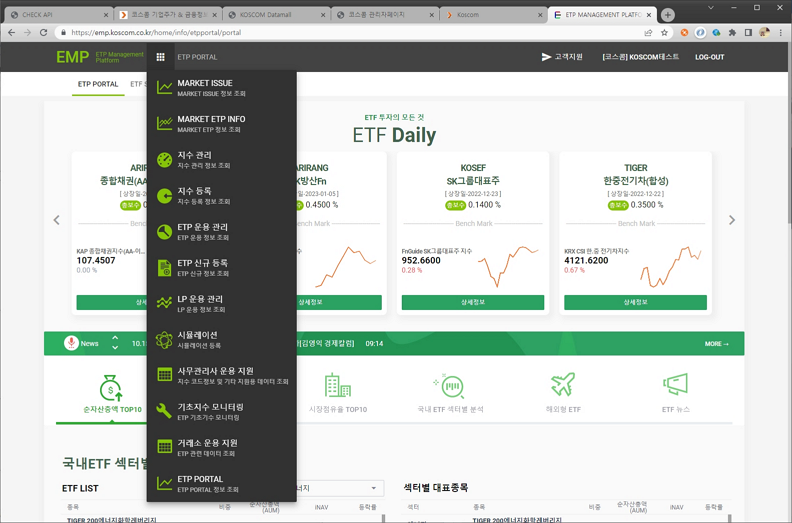 CHECK API
코스콤 기업주가 & 금융정보
KOSCOM Datamall
코스콤 관리자페이지
Koscom
ETP MANAGEMENT PLATFO
https://emp.koscom.co.kr/home/info/etpportal/portal
EMP ETP Management Platform
ETP PORTAL
고객지원
[코스콤] KOSCOM테스트
LOG-OUT
ETP PORTAL
ETF S
MARKET ISSUE
MARKET ISSUE 정보 조회
MARKET ETP INFO
MARKET ETP 정보 조회
지수 관리
지수 관리 정보 조회
지수 등록
지수 등록 정보 조회
ETP 운용 관리
ETP 운용 정보 조회
ETP 신규 등록
ETP 신규 정보 조회
LP 운용 관리
LP 운용 정보 조회
시뮬레이션
시뮬레이션 등록
사무관리사 운용 지원
지수 코드정보 및 기타 지원용 데이터 조회
기초지수 모니터링
ETP 기초기수 모니터링
거래소 운용 지원
ETP 관련 데이터 조회
ETP PORTAL
ETP PORTAL 정보 조회
ETF 투자의 모든 것
ETF Daily
ARIR
종합채권(AA-
[ 상장일-2
총보수 0
Bench Mark
KAP 종합채권지수(AA-이...
107.4507
0.00 %
상세
ARIRANG
K방산Fn
2023-01-05 ]
0.4500 %
Bench Mark
수
상세정보
KOSEF
SK그룹대표주
[ 상장일-2022-12-23 ]
총보수 0.1400 %
Bench Mark
FnGuide SK그룹대표주 지수
952.6600
0.28 %
상세정보
TIGER
한중전기차(합성)
[ 상장일-2022-12-22 ]
총보수 0.3500 %
Bench Mark
KRX CSI 한.중 전기차지수
4121.6200
0.67 %
상세정보
News
10.1
[김영익 경제칼럼]
09:14
MORE →
순자산증액 TOP10
시장점유율 TOP10
국내 ETF 섹터별 분석
해외형 ETF
ETF 뉴스
국내ETF 섹터별
ETF LIST
너지
섹터별 대표종목
종목
비중
순자산총액 (AUM)
iNAV
등락률
섹터
종목
비중
순자산총액 (AUM)
iNAV
등락률
TIGER 200에너지화학레버리지